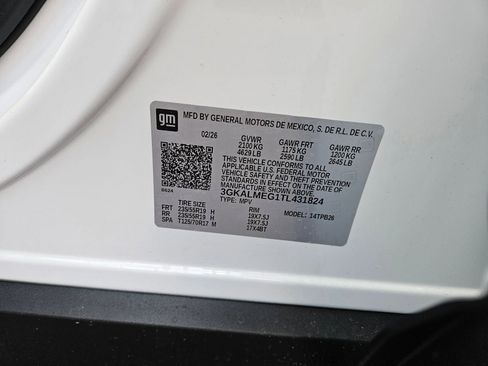 gm MFD BY GENERAL MOTORS DE MEXICO, S. DE R.L. DE C.V.
02/26 GVWR GAWR FRT GAWR RR
2100 KG 1175 KG 1200 KG
4629 LB 2590 LB 2645 LB
THIS VEHICLE CONFORMS TO ALL
APPLICABLE U.S. FEDERAL MOTOR
VEHICLE SAFETY AND THEFT
PREVENTION STANDARDS IN EFFECT
ON THE DATE OF MANUFACTURE
SHOWN ABOVE.
3GKALMEG1TL431824
TYPE: MPV MODEL: 14TPB26
TIRE SIZE RIM
FRT 235/55R19 H 19X7.5J
RR 235/55R19 H 19X7.5J
SP T125/70R17 M 17X4BT